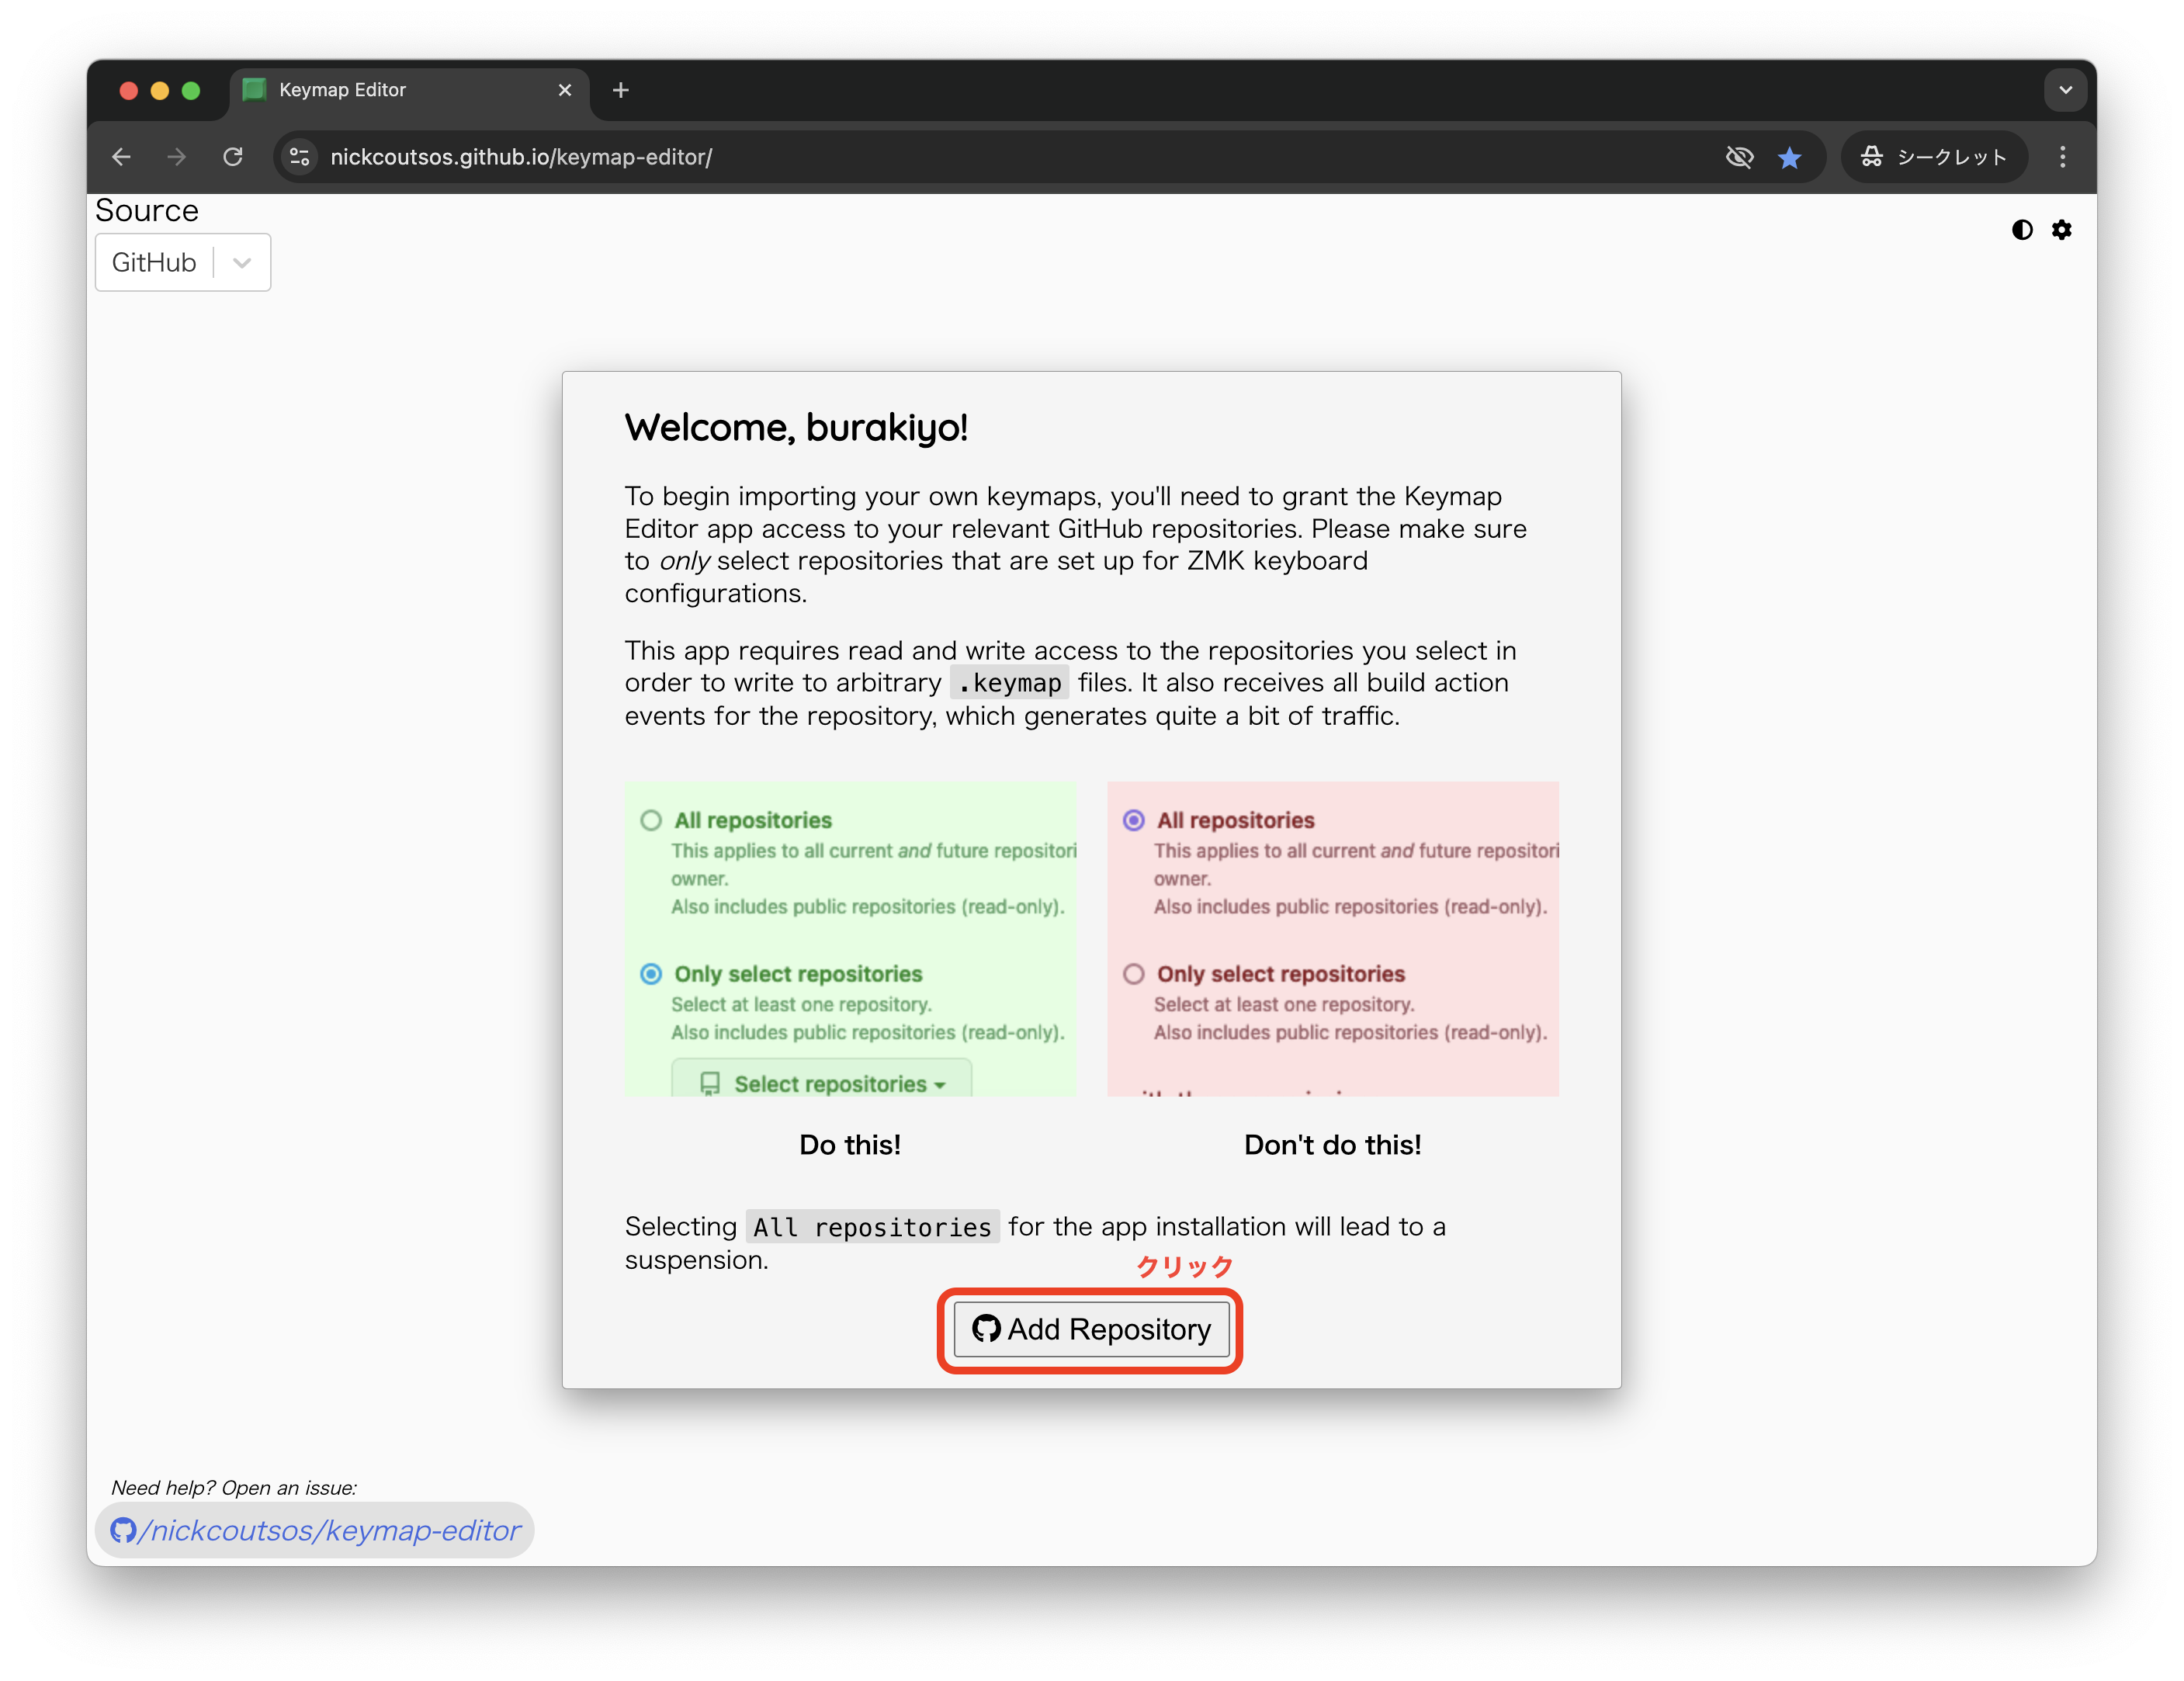 Keymap Editor
nickcoutsos.github.io/keymap-editor/
シークレット
Source
GitHub
Welcome, burakiyo!
To begin importing your own keymaps, you'll need to grant the Keymap
Editor app access to your relevant GitHub repositories. Please make sure
to only select repositories that are set up for ZMK keyboard
configurations.
This app requires read and write access to the repositories you select in
order to write to arbitrary .keymap files. It also receives all build action
events for the repository, which generates quite a bit of traffic.
All repositories
This applies to all current and future repositori
owner.
Also includes public repositories (read-only).
Only select repositories
Select at least one repository.
Also includes public repositories (read-only).
Select repositories
Do this!
All repositories
This applies to all current and future repositori
owner.
Also includes public repositories (read-only).
Only select repositories
Select at least one repository.
Also includes public repositories (read-only).
Don't do this!
Selecting All repositories for the app installation will lead to a
suspension.
クリック
Add Repository
Need help? Open an issue:
/nickcoutsos/keymap-editor